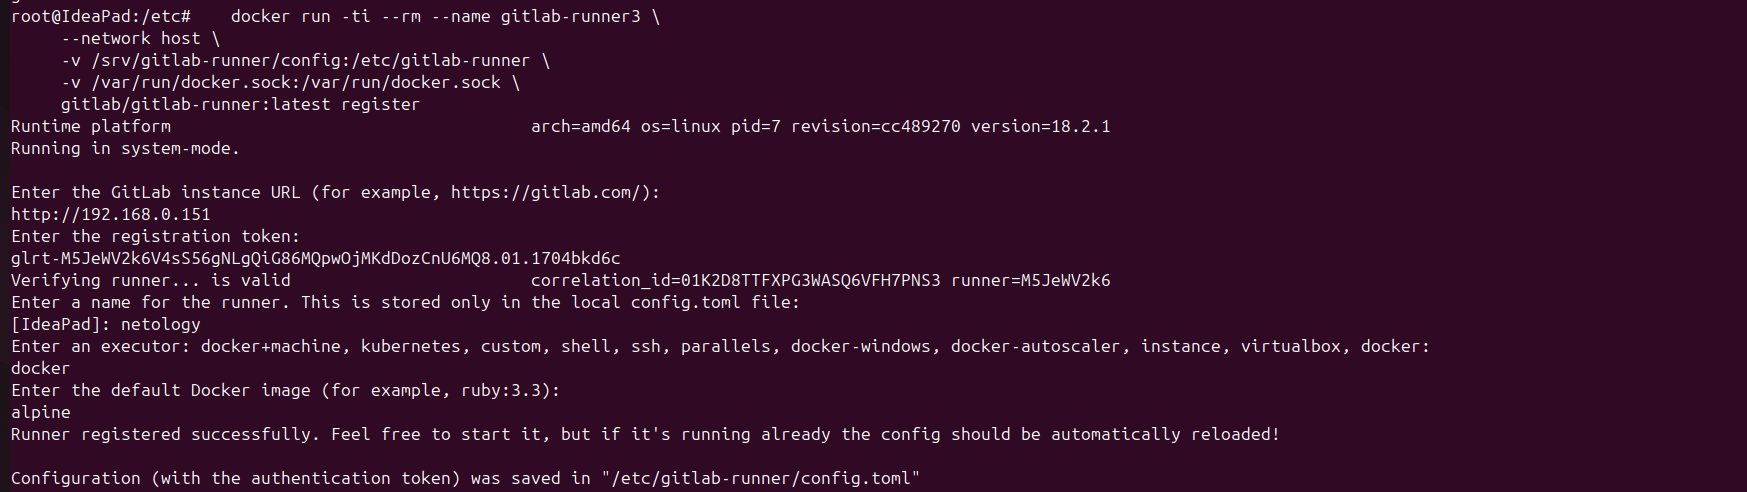 root@IdeaPad:/etc#    docker run -ti --rm --name gitlab-runner3 \
     --network host \
     -v /srv/gitlab-runner/config:/etc/gitlab-runner \
     -v /var/run/docker.sock:/var/run/docker.sock \
     gitlab/gitlab-runner:latest register
Runtime platform                                    arch=amd64 os=linux pid=7 revision=cc489270 version=18.2.1
Running in system-mode.

Enter the GitLab instance URL (for example, https://gitlab.com/):
http://192.168.0.151
Enter the registration token:
glrt-M5JeWV2k6V4sS56gNLgQiG86MQpwOjMKdDozCnU6MQ8.01.1704bkd6c
Verifying runner... is valid                        correlation_id=01K2D8TTFXPG3WASQ6VFH7PNS3 runner=M5JeWV2k6
Enter a name for the runner. This is stored only in the local config.toml file:
[IdeaPad]: netology
Enter an executor: docker+machine, kubernetes, custom, shell, ssh, parallels, docker-windows, docker-autoscaler, instance, virtualbox, docker:
docker
Enter the default Docker image (for example, ruby:3.3):
alpine
Runner registered successfully. Feel free to start it, but if it's running already the config should be automatically reloaded!

Configuration (with the authentication token) was saved in "/etc/gitlab-runner/config.toml"